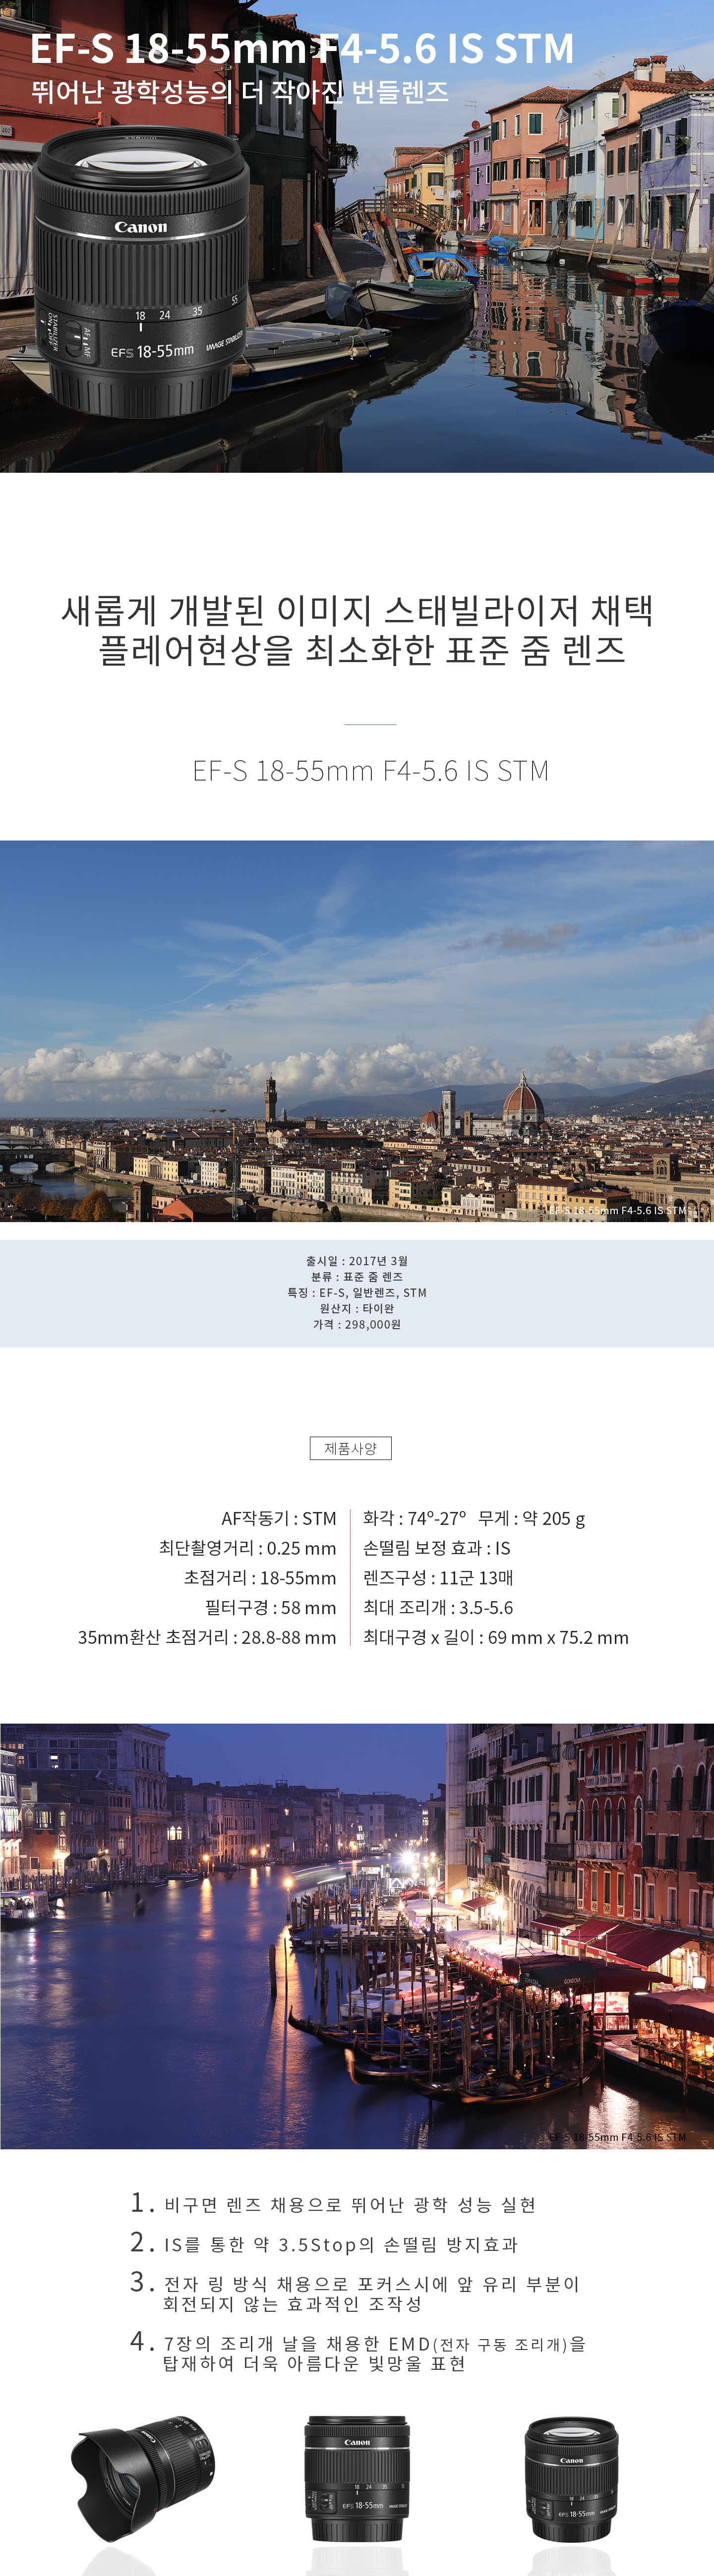 EF-S 18-55mm F4-5.6 IS STM
뛰어난 광학성능의 더 작아진 번들렌즈
Canon
18 24 35 55
STABILIZER
ON OFF
AF MF
EFS 18-55mm
IMAGE STABILIZER
새롭게 개발된 이미지 스태빌라이저 채택
플레어현상을 최소화한 표준 줌 렌즈
EF-S 18-55mm F4-5.6 IS STM
EF-S 18-55mm F4-5.6 IS STM
출시일 : 2017년 3월
분류 : 표준 줌 렌즈
특징 : EF-S, 일반렌즈, STM
원산지 : 타이완
가격 : 298,000원
제품사양
AF작동기 : STM
최단촬영거리 : 0.25 mm
초점거리 : 18-55mm
필터구경 : 58 mm
35mm환산 초점거리 : 28.8-88 mm
화각 : 74º-27º 무게 : 약 205 g
손떨림 보정 효과 : IS
렌즈구성 : 11군 13매
최대 조리개 : 3.5-5.6
최대구경 x 길이 : 69 mm x 75.2 mm
GONDOLA
EF-S 18-55mm F4-5.6 IS STM
1. 비구면 렌즈 채용으로 뛰어난 광학 성능 실현
2. IS를 통한 약 3.5Stop의 손떨림 방지효과
3. 전자 링 방식 채용으로 포커스시에 앞 유리 부분이
회전되지 않는 효과적인 조작성
4. 7장의 조리개 날을 채용한 EMD(전자 구동 조리개)을
탑재하여 더욱 아름다운 빛망울 표현
Canon
Canon
18 24 35 55
EFS 18-55mm
Canon
18 24 35
EFS 18-55mm